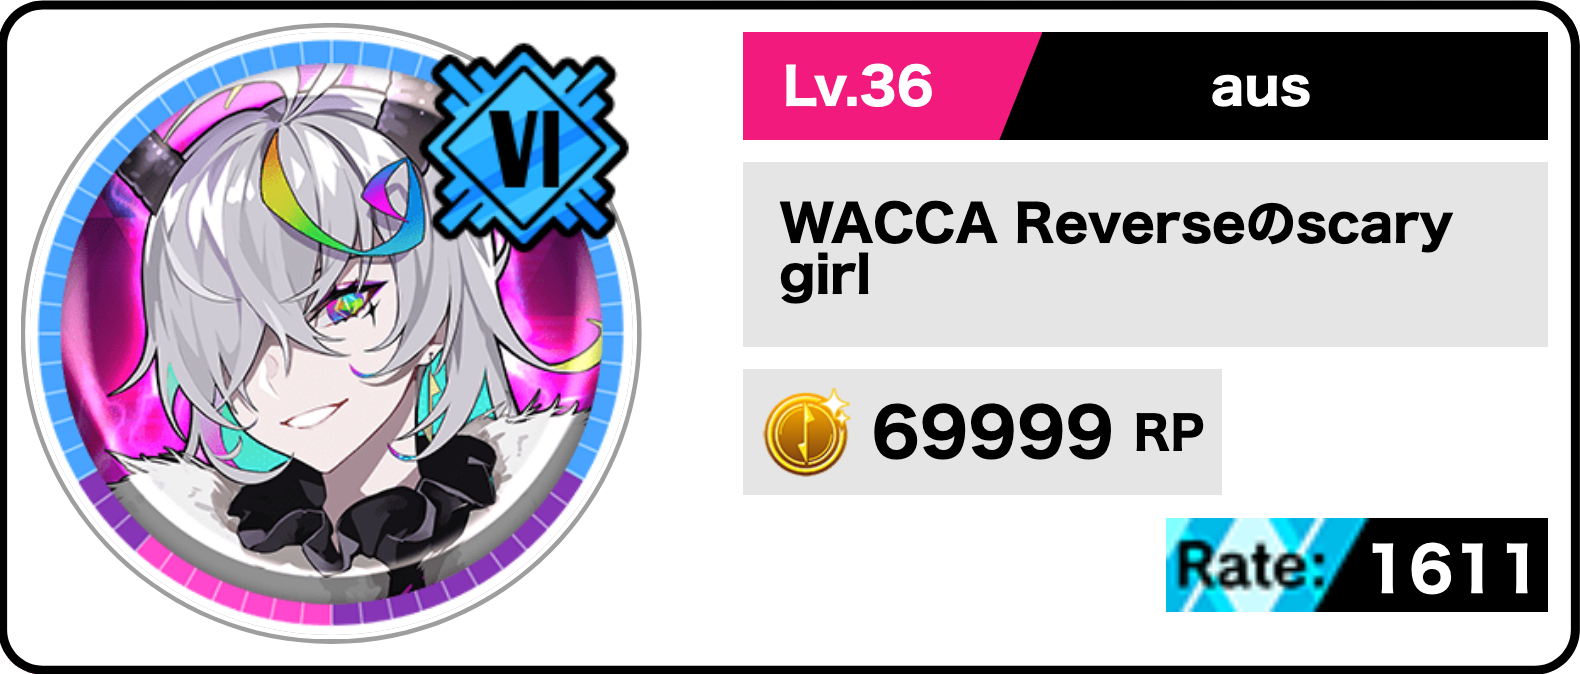 VI
Lv.36 aus
WACCA Reverseのscary
girl
69999 RP
Rate: 1611